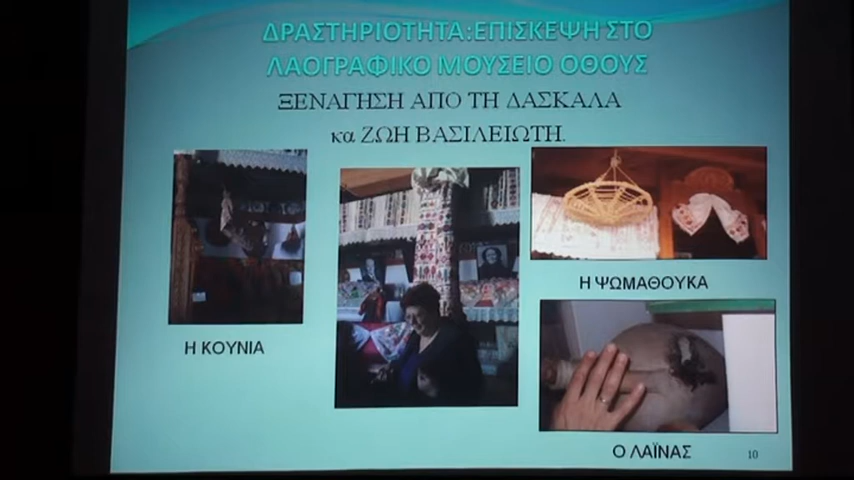 ΔΡΑΣΤΗΡΙΟΤΗΤΑ:ΕΠΙΣΚΕΨΗ ΣΤΟ
ΛΑΟΓΡΑΦΙΚΟ ΜΟΥΣΕΙΟ ΟΘΟΥΣ
ΞΕΝΑΓΗΣΗ ΑΠΟ ΤΗ ΔΑΣΚΑΛΑ
κα ΖΩΗ ΒΑΣΙΛΕΙΩΤΗ.
Η ΨΩΜΑΘΟΥΚΑ
Η ΚΟΥΝΙΑ
Ο ΛΑΪΝΑΣ
10